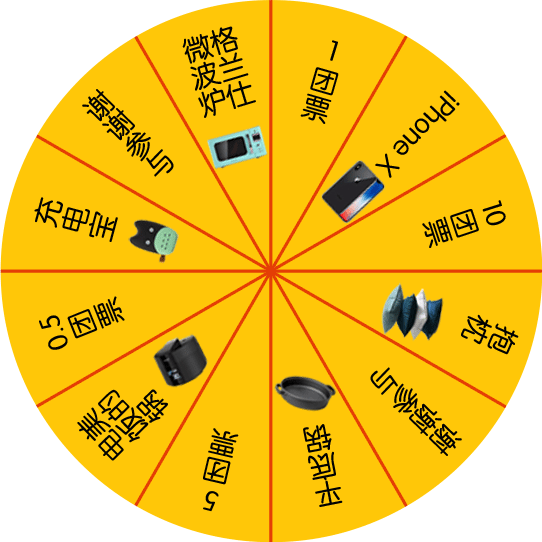 1团票
iPhone X
10团票
抱枕
谢谢参与
平底锅
5团票
美的
电饭锅
0.5团票
充电宝
谢谢参与
格兰仕
微波炉